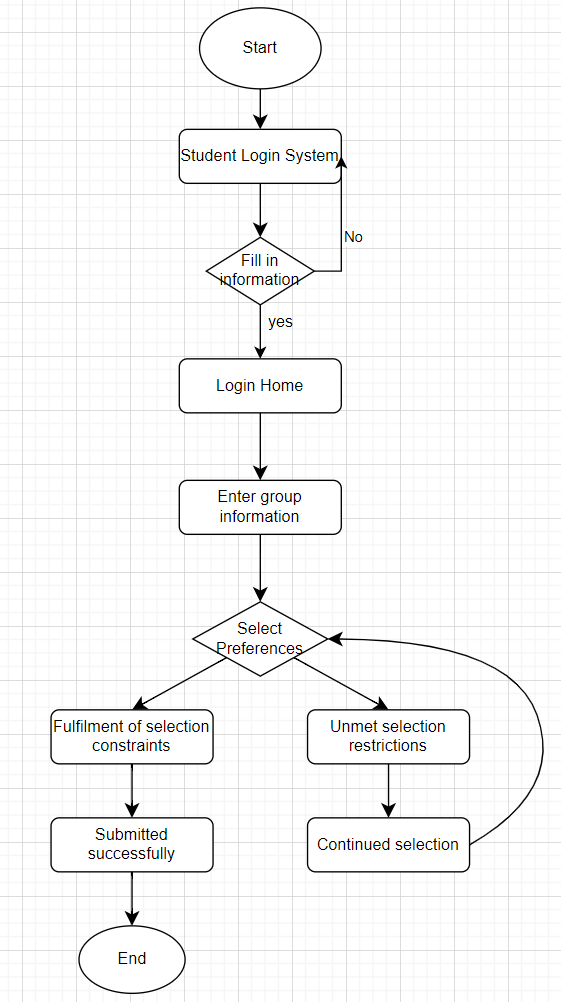 Start
Student Login System
No
Fill in
information
yes
Login Home
Enter group
information
Select
Preferences
Fulfilment of selection
constraints
Unmet selection
restrictions
Submitted
successfully
Continued selection
End